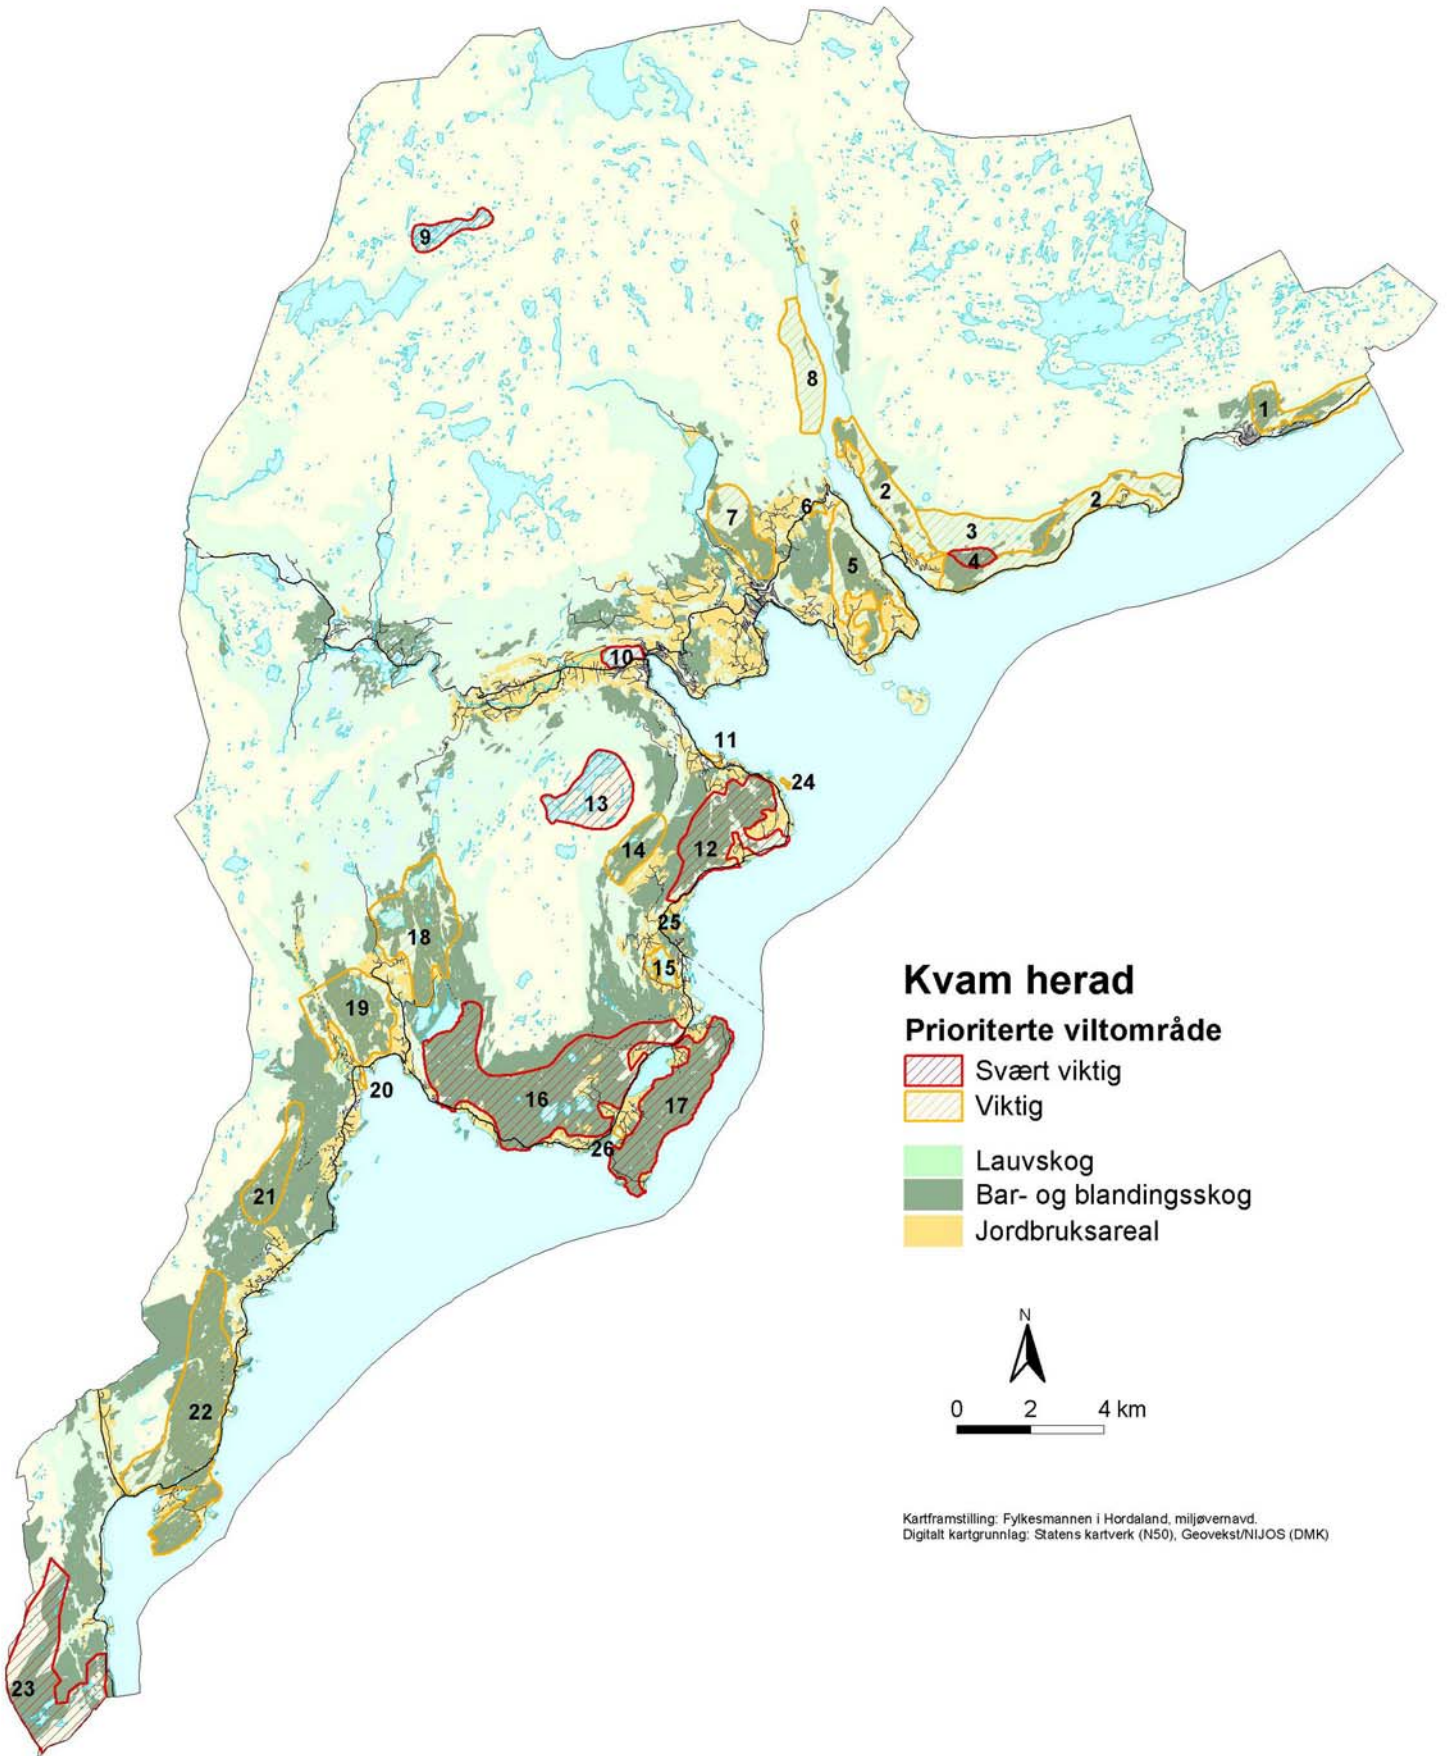 9
8
1
2
2
7
6
3
4
5
10
11
24
13
14
12
25
18
15
19
16
17
20
26
21
22
23
Kvam herad
Prioriterte viltområde
Svært viktig
Viktig
Lauvskog
Bar- og blandingsskog
Jordbruksareal
N
0 2 4 km
Kartframstilling: Fylkesmannen i Hordaland, miljøvernavd.
Digitalt kartgrunnlag: Statens kartverk (N50), Geovekst/NIJOS (DMK)